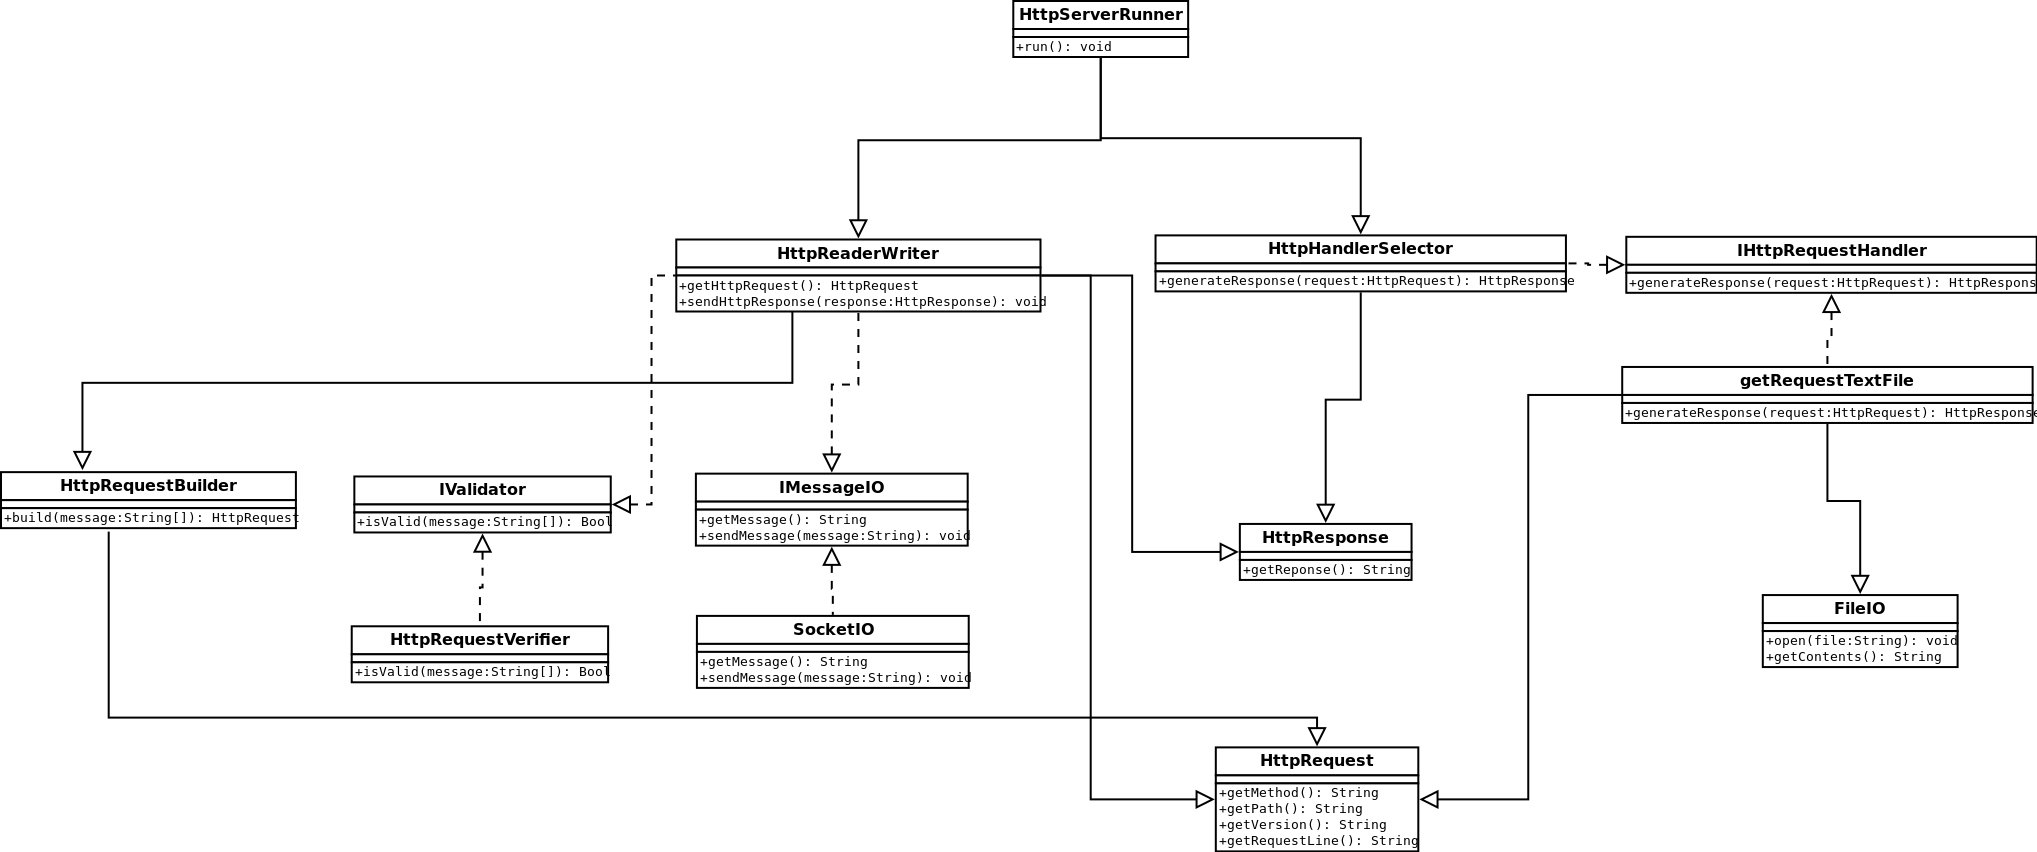 HttpServerRunner
+run(): void
HttpReaderWriter
+getHttpRequest(): HttpRequest
+sendHttpResponse(response:HttpResponse): void
HttpHandlerSelector
+generateResponse(request:HttpRequest): HttpResponse
IHttpRequestHandler
+generateResponse(request:HttpRequest): HttpRespons
getRequestTextFile
+generateResponse(request:HttpRequest): HttpResponse
HttpRequestBuilder
+build(message:String[]): HttpRequest
IValidator
+isValid(message:String[]): Bool
IMessageIO
+getMessage(): String
+sendMessage(message:String): void
HttpResponse
+getReponse(): String
HttpRequestVerifier
+isValid(message:String[]): Bool
SocketIO
+getMessage(): String
+sendMessage(message:String): void
FileIO
+open(file:String): void
+getContents(): String
HttpRequest
+getMethod(): String
+getPath(): String
+getVersion(): String
+getRequestLine(): String